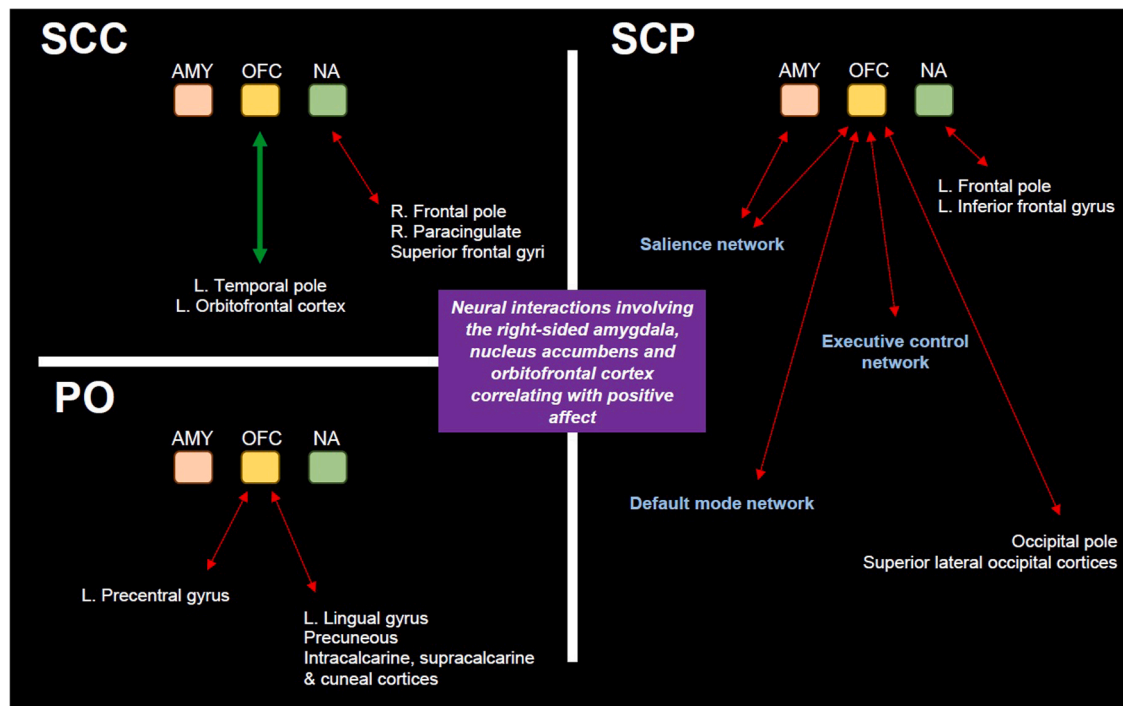 SCC
AMY OFC NA
R. Frontal pole
R. Paracingulate
Superior frontal gyri
L. Temporal pole
L. Orbitofrontal cortex
SCP
AMY OFC NA
L. Frontal pole
L. Inferior frontal gyrus
Salience network
Executive control
network
Default mode network
Occipital pole
Superior lateral occipital cortices
Neural interactions involving
the right-sided amygdala,
nucleus accumbens and
orbitofrontal cortex
correlating with positive
affect
PO
AMY OFC NA
L. Precentral gyrus
L. Lingual gyrus
Precuneous
Intracalcarine, supracalcarine
& cuneal cortices